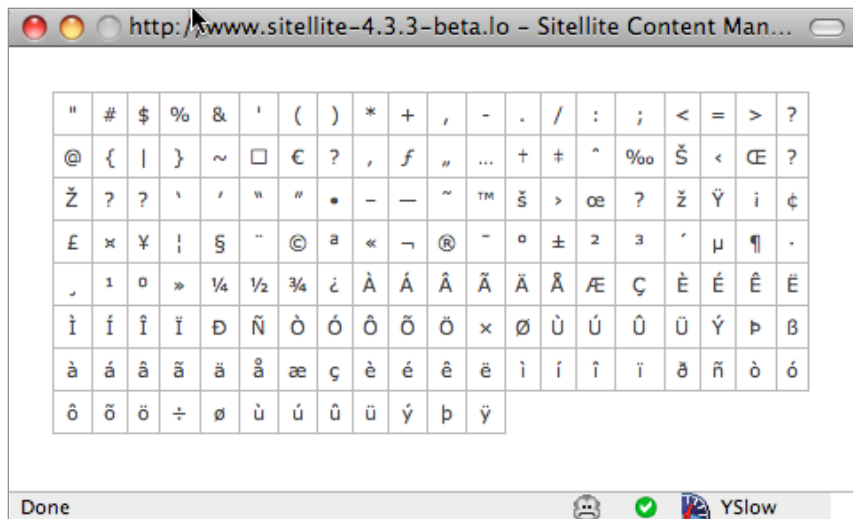 http://www.sitellite-4.3.3-beta.lo – Sitellite Content Man...
" # $ % & ' ( ) * + , - . / : ; < = > ?
@ { | } ~ □ € ? ‚ ƒ „ … † ‡ ˆ ‰ Š ‹ Œ ?
Ž ? ? ‘ ’ “ ” • – — ˜ ™ š › œ ? ž Ÿ ¡ ¢
£ ¤ ¥ ¦ § ¨ © ª « ¬ ® ¯ ° ± ² ³ ´ µ ¶ ·
¸ ¹ º » ¼ ½ ¾ ¿ À Á Â Ã Ä Å Æ Ç È É Ê Ë
Ì Í Î Ï Ð Ñ Ò Ó Ô Õ Ö × Ø Ù Ú Û Ü Ý Þ ß
à á â ã ä å æ ç è é ê ë ì í î ï ð ñ ò ó
ô õ ö ÷ ø ù ú û ü ý þ ÿ
Done YSlow